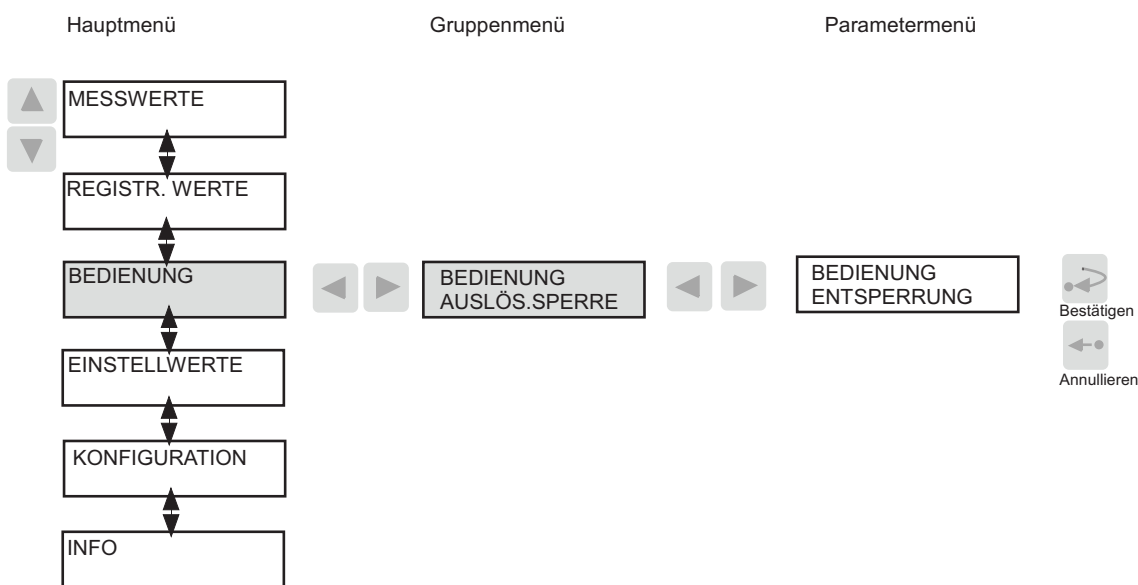 Hauptmenü
Gruppenmenü
Parametermenü
MESSWERTE
REGISTR. WERTE
BEDIENUNG
BEDIENUNG
AUSLÖS.SPERRE
BEDIENUNG
ENTSPERRUNG
Bestätigen
Annullieren
EINSTELLWERTE
KONFIGURATION
INFO